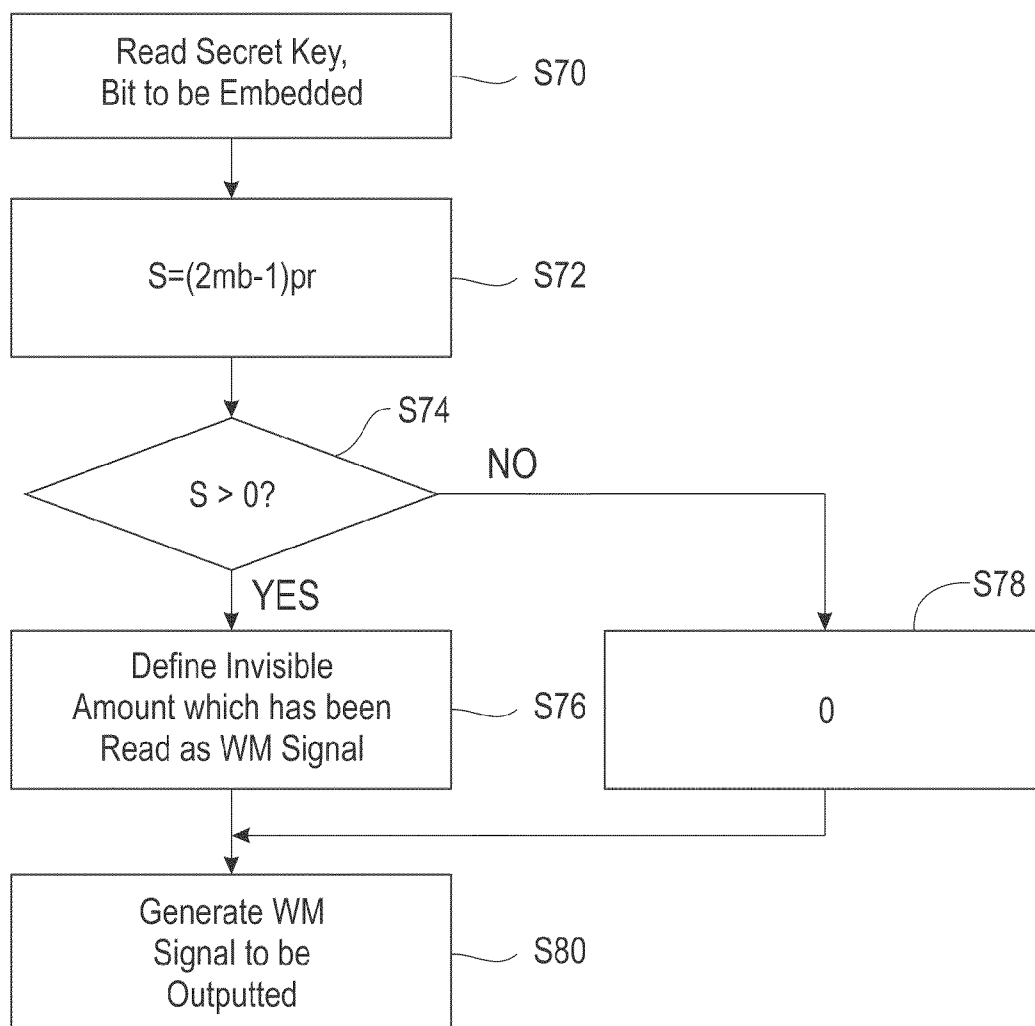 Read Secret Key,
Bit to be Embedded
S70
S=(2mb-1)pr
S72
S74
S > 0?
NO
YES
S78
Define Invisible
Amount which has been
Read as WM Signal
S76
0
Generate WM
Signal to be
Outputted
S80